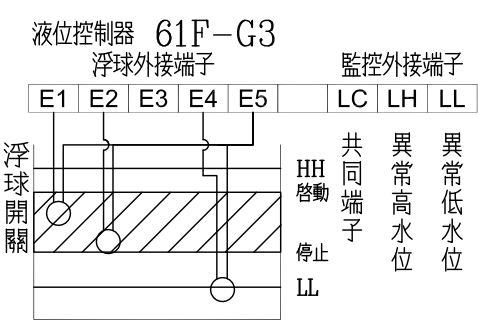 液位控制器 61F-G3
浮球外接端子 監控外接端子
E1 E2 E3 E4 E5 LC LH LL
浮球開關
HH
啓動
停止
LL
共同端子
異常高水位
異常低水位